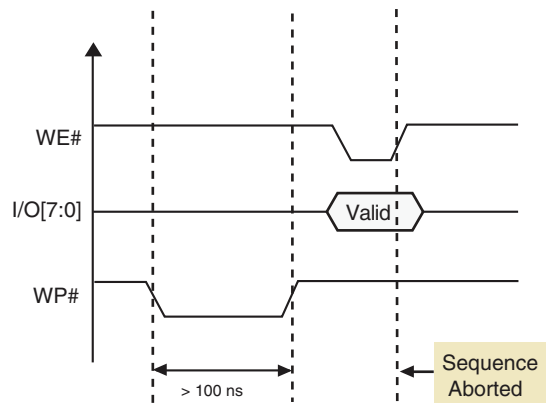 WE#
I/O[7:0]
Valid
WP#
> 100 ns
Sequence
Aborted